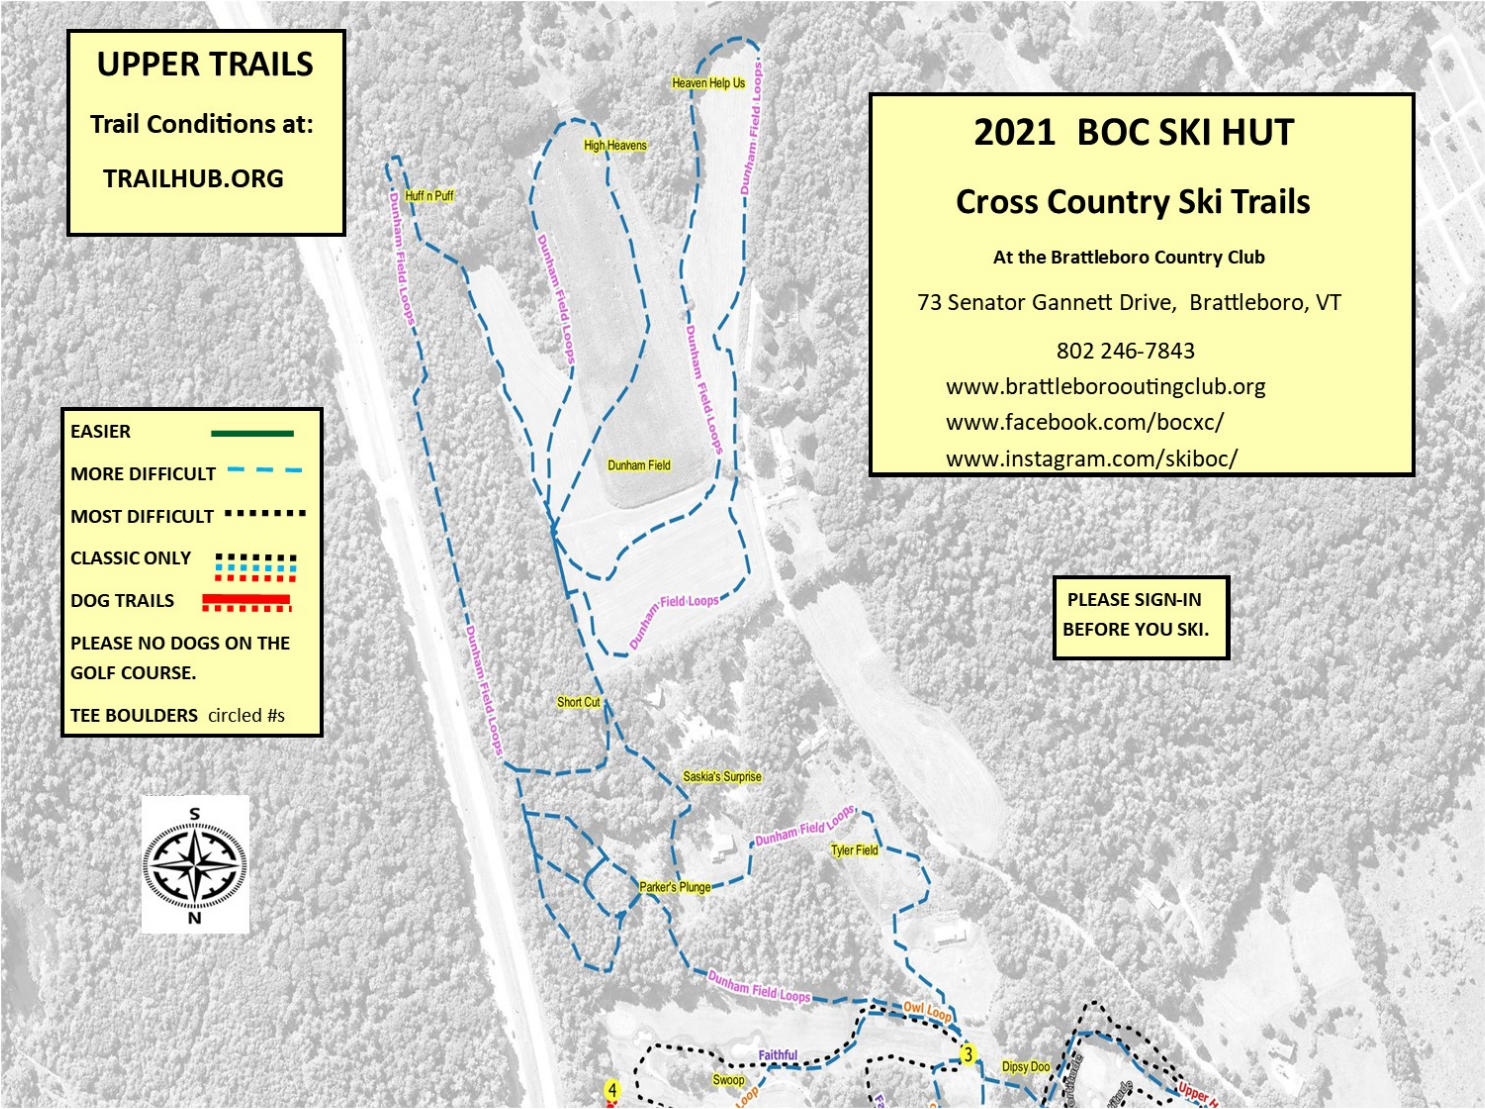 UPPER TRAILS
Trail Conditions at:
TRAILHUB.ORG
2021 BOC SKI HUT
Cross Country Ski Trails
At the Brattleboro Country Club
73 Senator Gannett Drive, Brattleboro, VT
802 246-7843
www.brattleborooutingclub.org
www.facebook.com/bocxc/
www.instagram.com/skiboc/
EASIER
MORE DIFFICULT
MOST DIFFICULT
CLASSIC ONLY
DOG TRAILS
PLEASE NO DOGS ON THE
GOLF COURSE.
TEE BOULDERS circled #s
PLEASE SIGN-IN
BEFORE YOU SKI.
S
N
Heaven Help Us
Dunham Field Loops
High Heavens
Huff n Puff
Dunham Field Loops
Dunham Field Loops
Dunham Field Loops
Dunham Field
Dunham Field Loops
Dunham Field Loops
Short Cut
Saskia's Surprise
Dunham Field Loops
Tyler Field
Parker's Plunge
Dunham Field Loops
Owl Loop
Faithful
3
Dipsy Doo
Swoop
4
Loop
Upper H